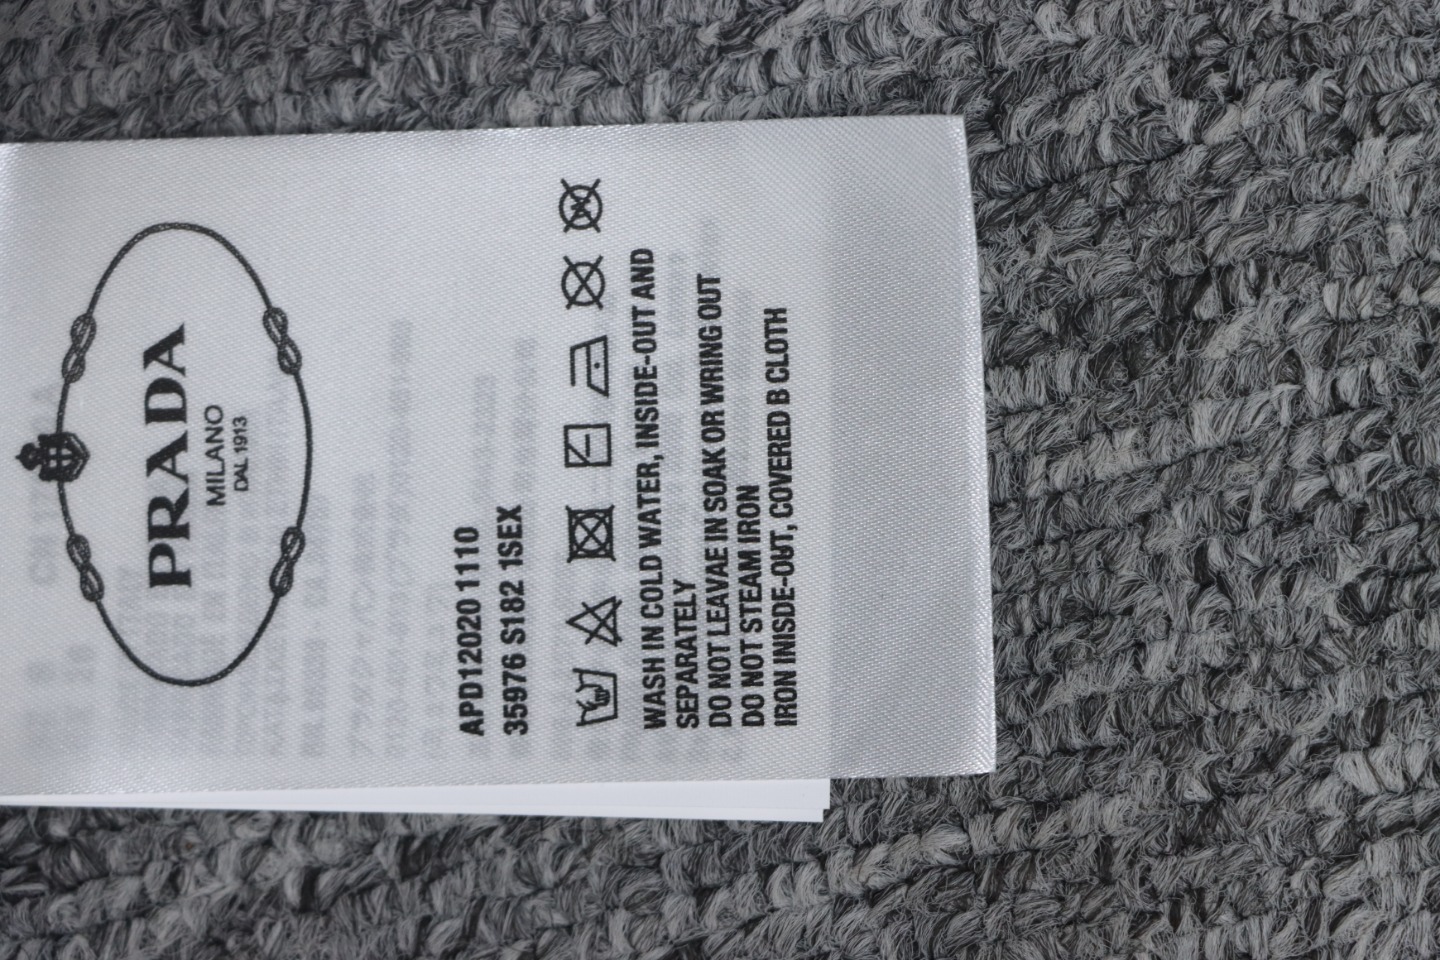 PRADA
MILANO
DAL 1913
APD12020 1110
35976 S182 1SEX
WASH IN COLD WATER, INSIDE-OUT AND
SEPARATELY
DO NOT LEAVAE IN SOAK OR WRING OUT
DO NOT STEAM IRON
IRON INISDE-OUT, COVERED B CLOTH